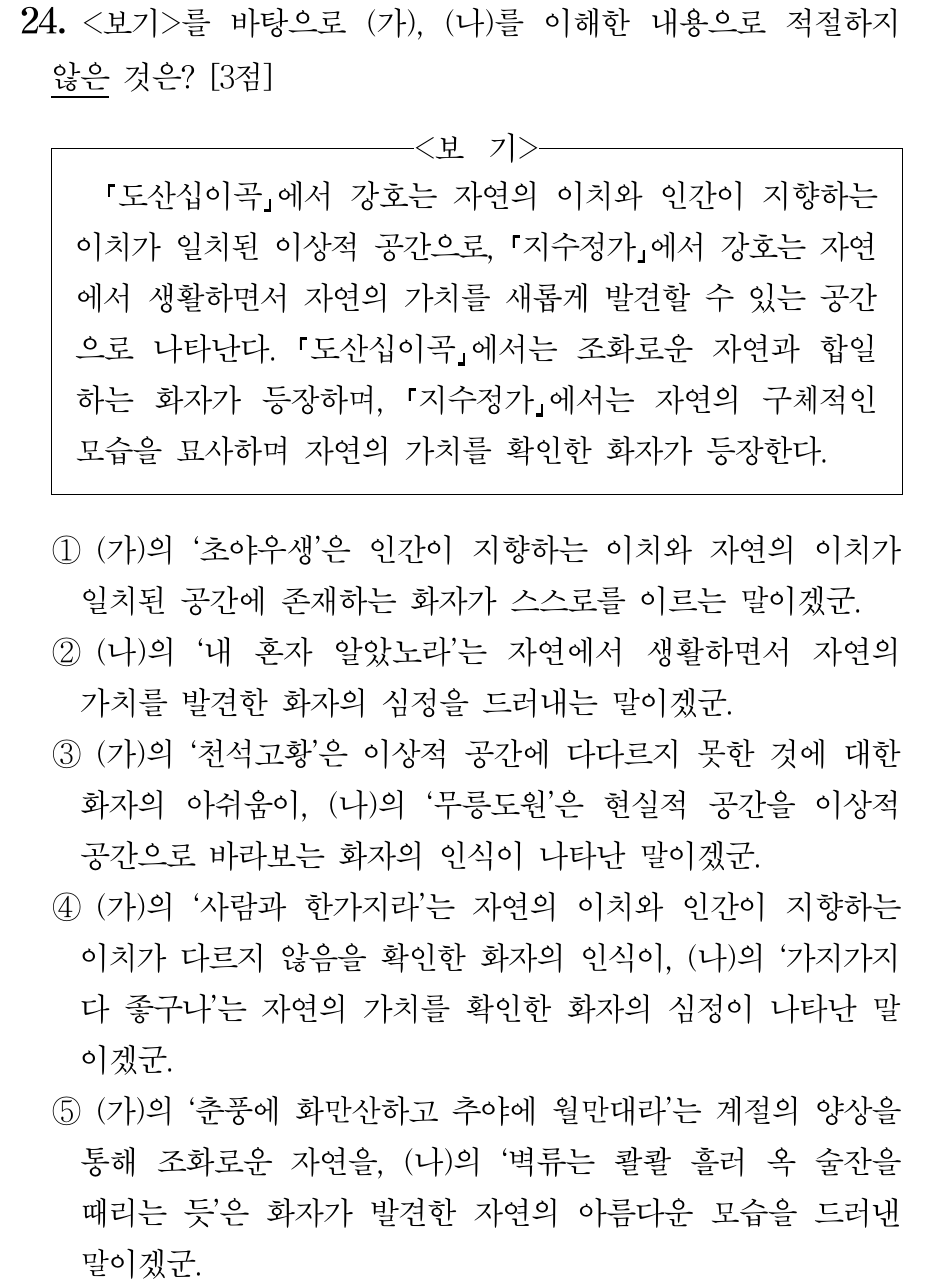 24. <보기>를 바탕으로 (가), (나)를 이해한 내용으로 적절하지
않은 것은? [3점]
<보 기>
『도산십이곡』에서 강호는 자연의 이치와 인간이 지향하는
이치가 일치된 이상적 공간으로, 『지수정가』에서 강호는 자연
에서 생활하면서 자연의 가치를 새롭게 발견할 수 있는 공간
으로 나타난다. 『도산십이곡』에서는 조화로운 자연과 합일
하는 화자가 등장하며, 『지수정가』에서는 자연의 구체적인
모습을 묘사하며 자연의 가치를 확인한 화자가 등장한다.
① (가)의 ‘초야우생’은 인간이 지향하는 이치와 자연의 이치가
일치된 공간에 존재하는 화자가 스스로를 이르는 말이겠군.
② (나)의 ‘내 혼자 알았노라’는 자연에서 생활하면서 자연의
가치를 발견한 화자의 심정을 드러내는 말이겠군.
③ (가)의 ‘천석고황’은 이상적 공간에 다다르지 못한 것에 대한
화자의 아쉬움이, (나)의 ‘무릉도원’은 현실적 공간을 이상적
공간으로 바라보는 화자의 인식이 나타난 말이겠군.
④ (가)의 ‘사람과 한가지라’는 자연의 이치와 인간이 지향하는
이치가 다르지 않음을 확인한 화자의 인식이, (나)의 ‘가지가지
다 좋구나’는 자연의 가치를 확인한 화자의 심정이 나타난 말
이겠군.
⑤ (가)의 ‘춘풍에 화만산하고 추야에 월만대라’는 계절의 양상을
통해 조화로운 자연을, (나)의 ‘벽류는 콸콸 흘러 옥 술잔을
때리는 듯’은 화자가 발견한 자연의 아름다운 모습을 드러낸
말이겠군.